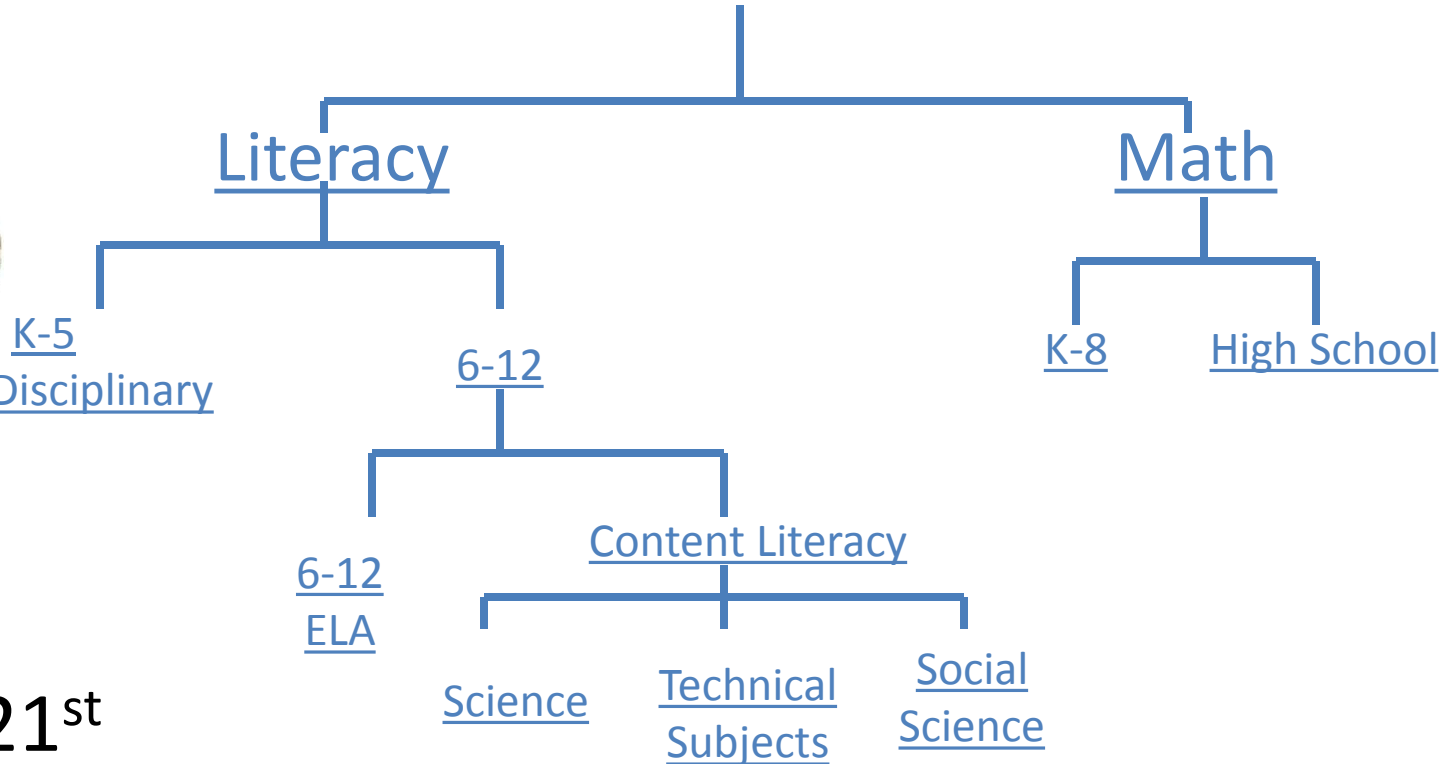 Literacy
Math
K-5
Disciplinary
6-12
K-8
High School
6-12
ELA
Content Literacy
Science
Technical
Subjects
Social
Science
21st